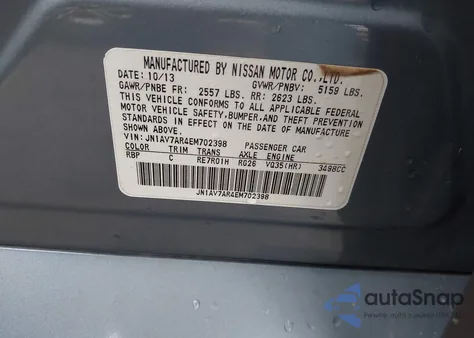 MANUFACTURED BY NISSAN MOTOR CO.,LTD.
DATE: 10/13 GVWR/PNBV: 5159 LBS.
GAWR/PNBE FR: 2557 LBS. RR: 2623 LBS.
THIS VEHICLE CONFORMS TO ALL APPLICABLE FEDERAL
MOTOR VEHICLE SAFETY, BUMPER, AND THEFT PREVENTION
STANDARDS IN EFFECT ON THE DATE OF MANUFACTURE
SHOWN ABOVE.
VIN: JN1AV7AR4EM702398 PASSENGER CAR
COLOR TRIM TRANS AXLE ENGINE
RBP C RE7R01H RG26 VQ35(HR) 3498CC
JN1AV7AR4EM702398
autoSnap